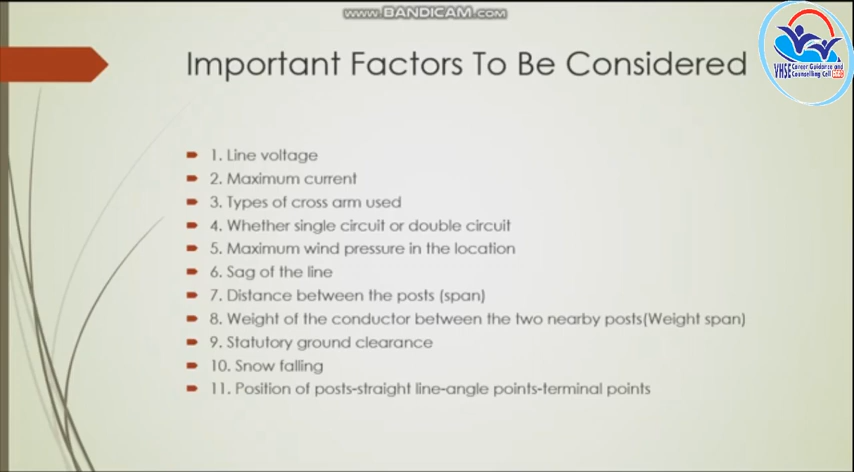 www.BANDICAM.com
Important Factors To Be Considered
VHSE Career Guidance and
Counselling Cell
1. Line voltage
2. Maximum current
3. Types of cross arm used
4. Whether single circuit or double circuit
5. Maximum wind pressure in the location
6. Sag of the line
7. Distance between the posts (span)
8. Weight of the conductor between the two nearby posts(Weight span)
9. Statutory ground clearance
10. Snow falling
11. Position of posts-straight line-angle points-terminal points